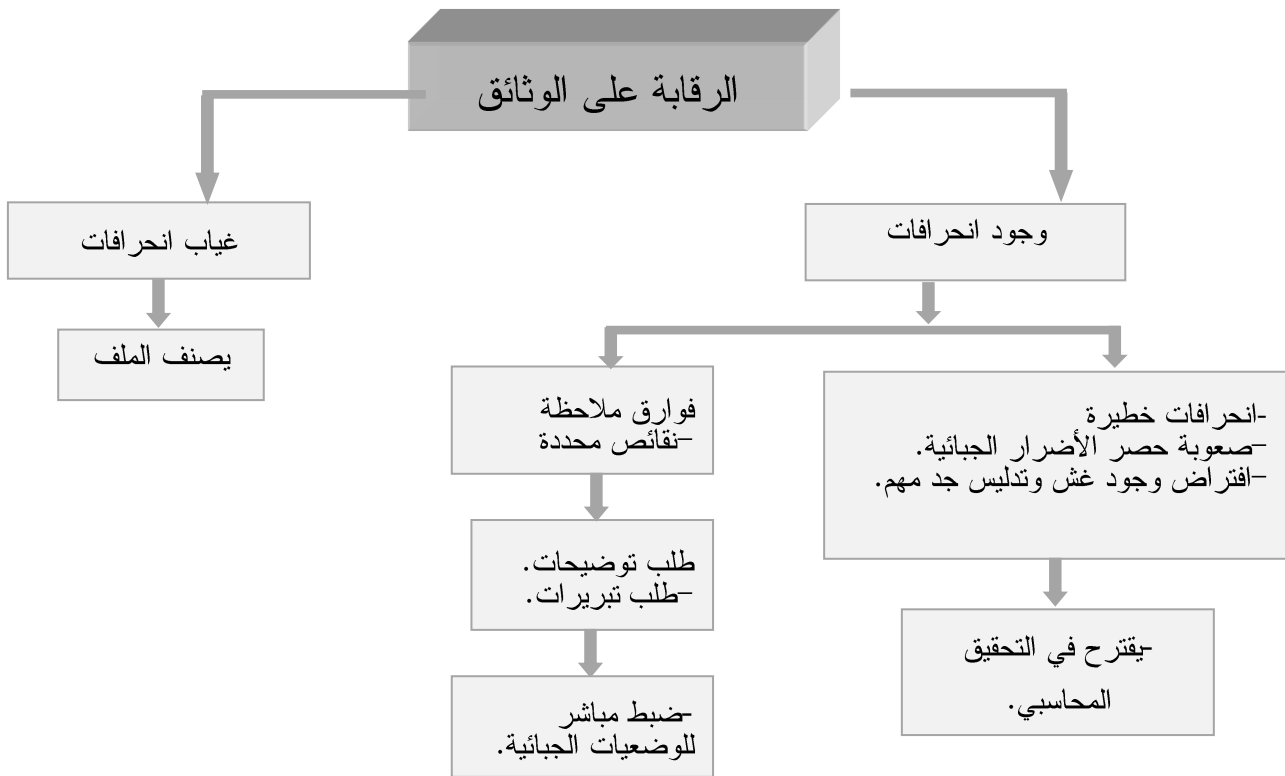 الرقابة على الوثائق
وجود انحرافات
غياب انحرافات
يصنف الملف
-انحرافات خطيرة
-صعوبة حصر الأضرار الجبائية.
-افتراض وجود غش وتدليس جد مهم.
فوارق ملاحظة
-نقائص محددة
طلب توضيحات.
-طلب تبريرات.
-يقترح في التحقيق
المحاسبي.
-ضبط مباشر
للوضعيات الجبائية.